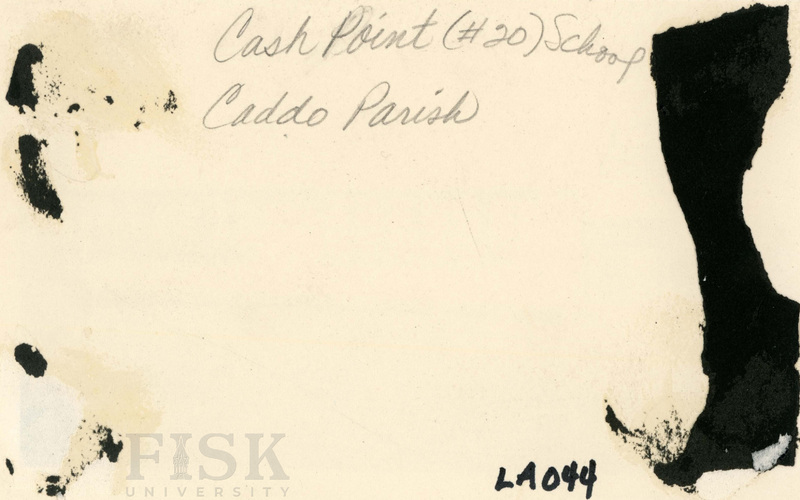 Cash Point (#20) School
Caddo Parish
LA044
FISK
UNIVERSITY